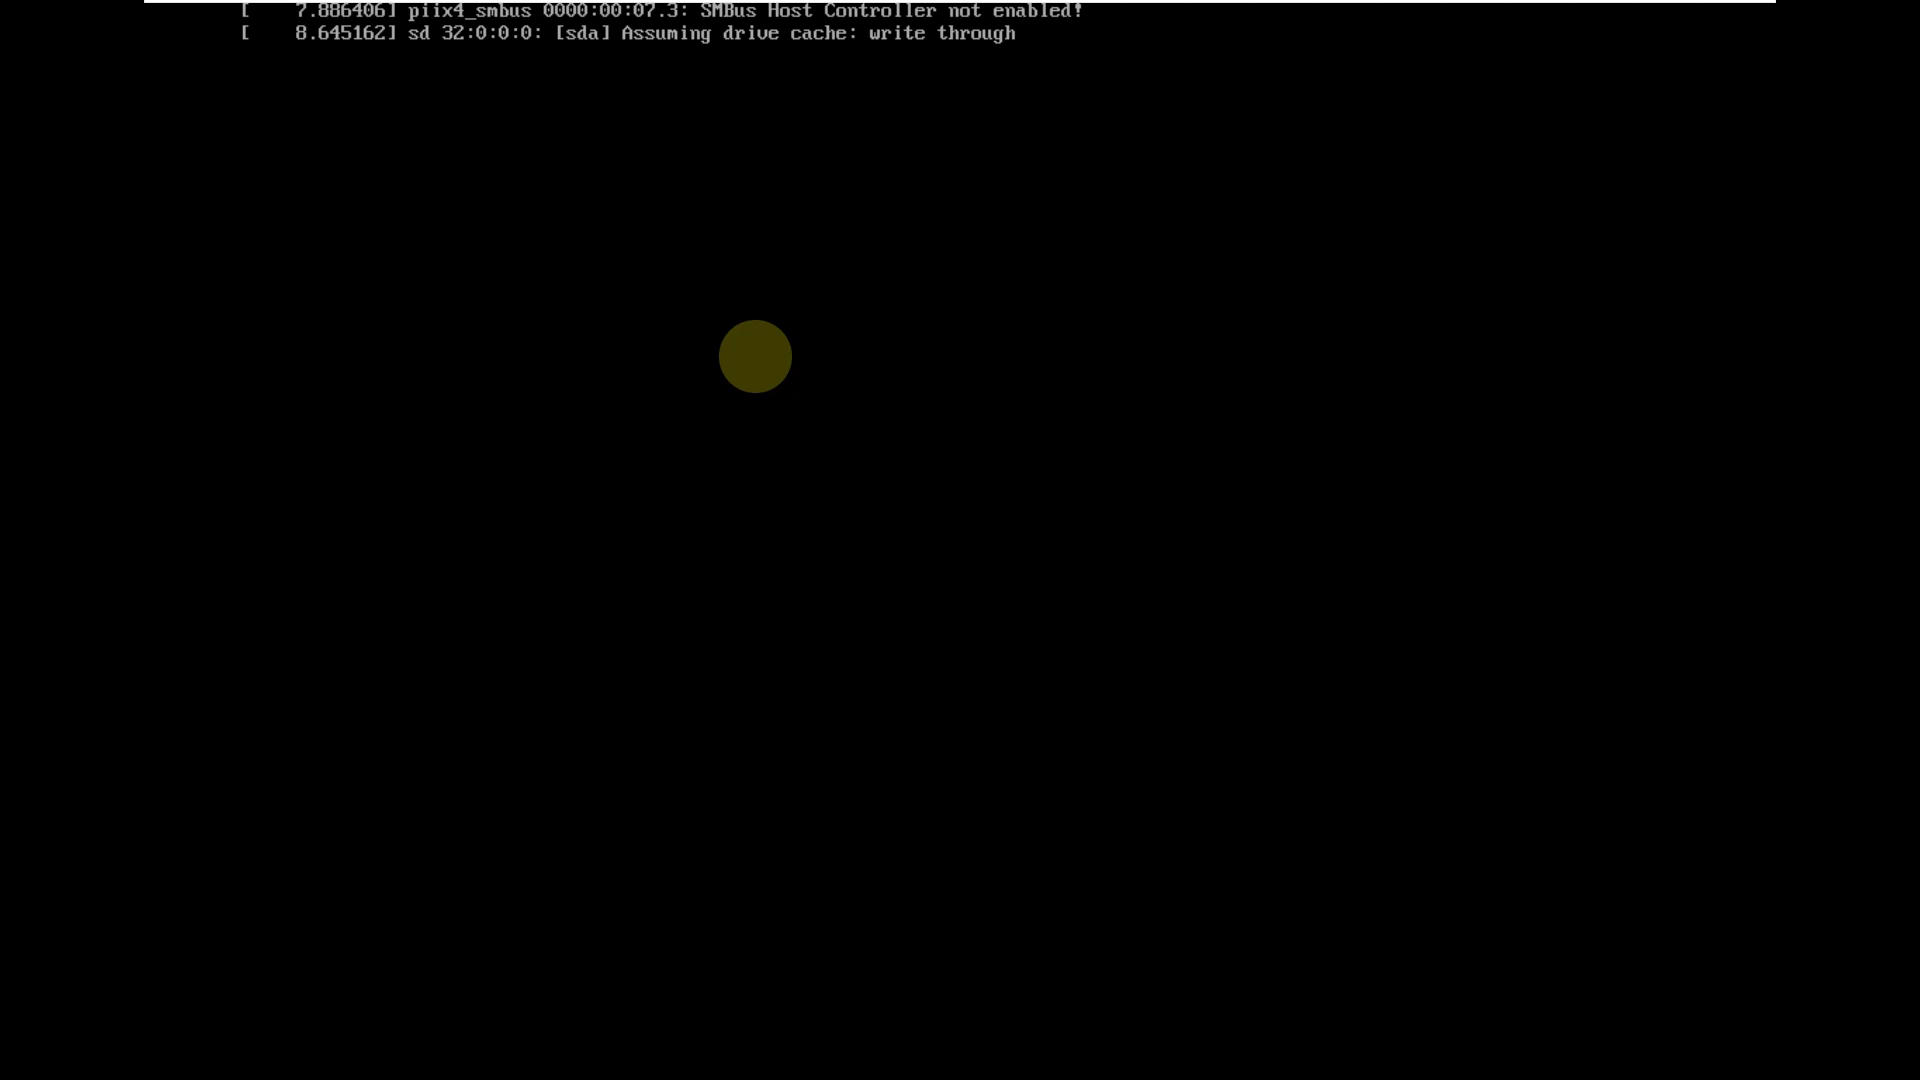 [    7.886406] piix4_smbus 0000:00:07.3: SMBus Host Controller not enabled!
[    8.645162] sd 32:0:0:0: [sda] Assuming drive cache: write through